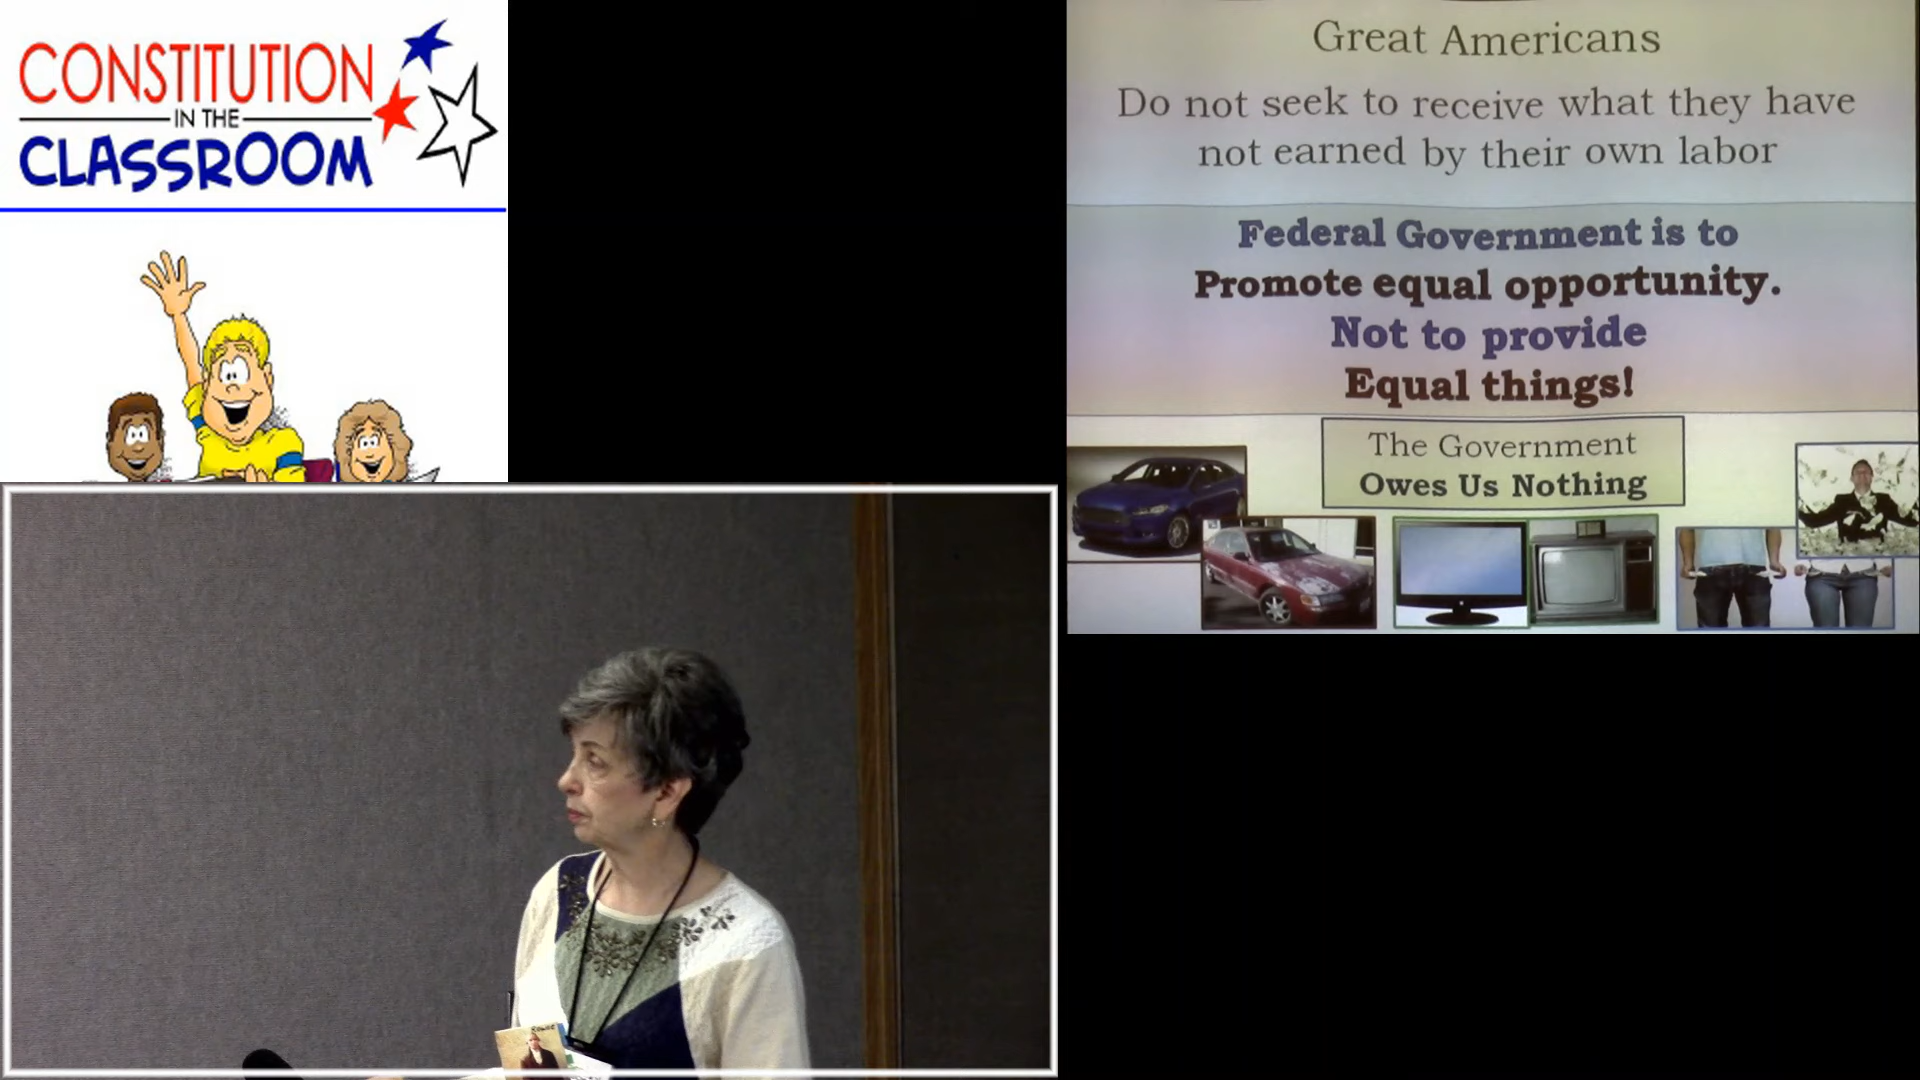 CONSTITUTION
IN THE
CLASSROOM
Great Americans
Do not seek to receive what they have
not earned by their own labor
Federal Government is to
Promote equal opportunity.
Not to provide
Equal things!
The Government
Owes Us Nothing